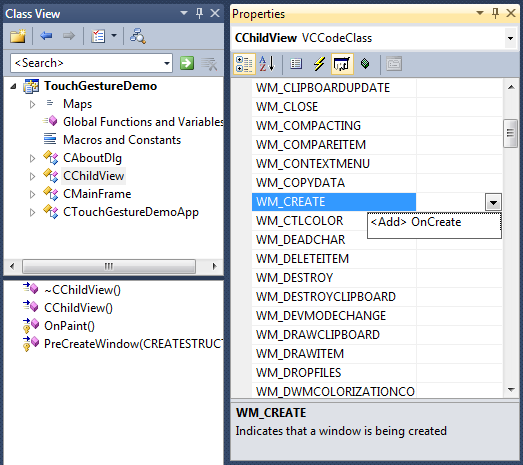 Class View
<Search>
TouchGestureDemo
Maps
Global Functions and Variables
Macros and Constants
CAboutDlg
CChildView
CMainFrame
CTouchGestureDemoApp
~CChildView()
CChildView()
OnPaint()
PreCreateWindow(CREATESTRUCT
Properties
CChildView VCCodeClass
WM_CLIPBOARDUPDATE
WM_CLOSE
WM_COMPACTING
WM_COMPAREITEM
WM_CONTEXTMENU
WM_COPYDATA
WM_CREATE
WM_CTLCOLOR
<Add> OnCreate
WM_DEADCHAR
WM_DELETEITEM
WM_DESTROY
WM_DESTROYCLIPBOARD
WM_DEVMODECHANGE
WM_DRAWCLIPBOARD
WM_DRAWITEM
WM_DROPFILES
WM_DWMCOLORIZATIONCO
WM_CREATE
Indicates that a window is being created